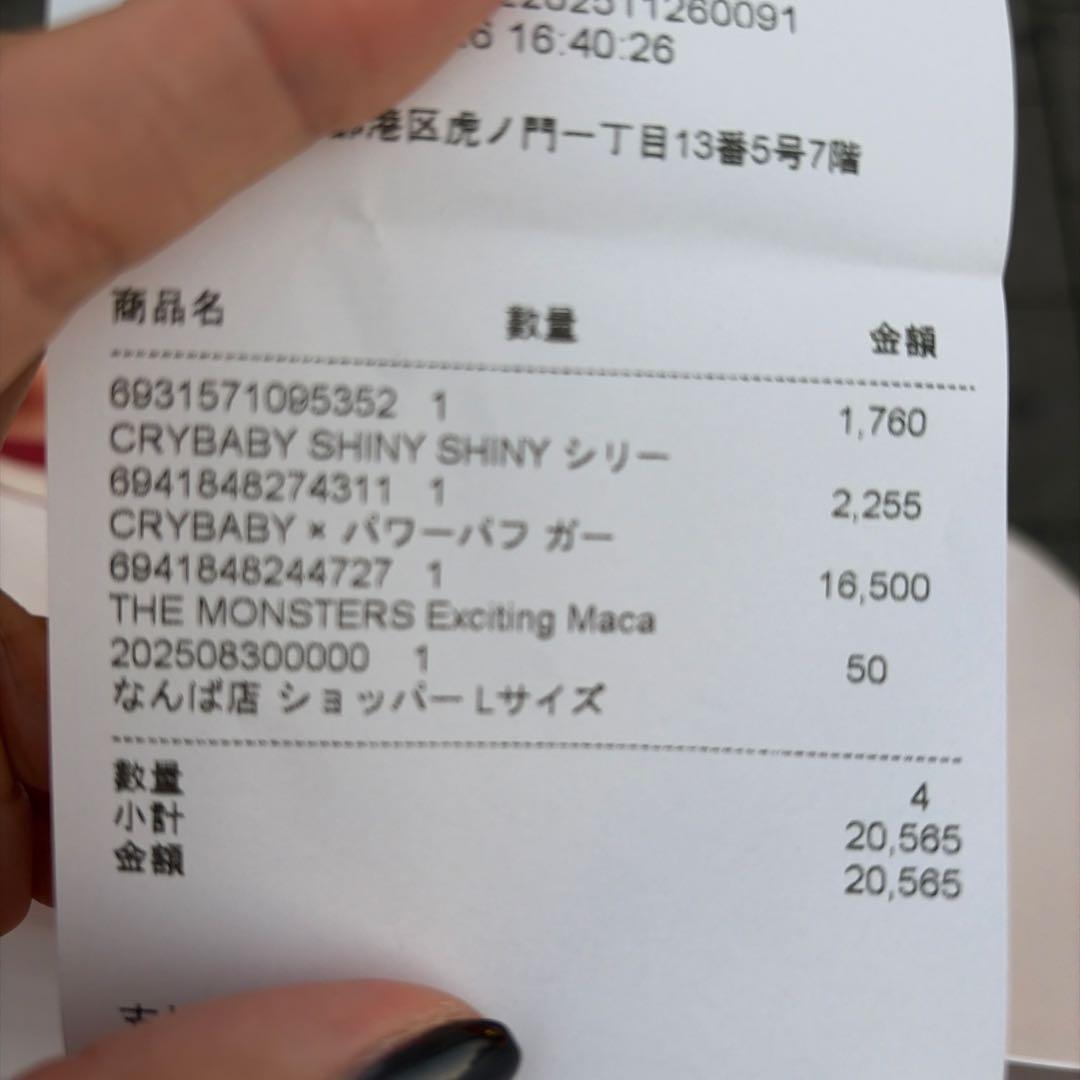 202511260091
6 16:40:26
港区虎ノ門一丁目13番5号7階
商品名 數量 金額
6931571095352 1 1,760
CRYBABY SHINY SHINY シリー
6941848274311 1 2,255
CRYBABY × パワーパフ ガー
6941848244727 1 16,500
THE MONSTERS Exciting Maca
202508300000 1 50
なんば店 ショッパー Lサイズ
數量 4
小計 20,565
金額 20,565